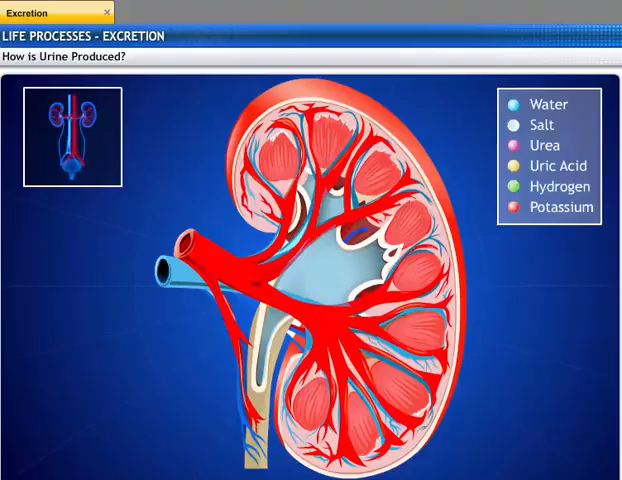 Excretion
LIFE PROCESSES - EXCRETION
How is Urine Produced?
Water
Salt
Urea
Uric Acid
Hydrogen
Potassium